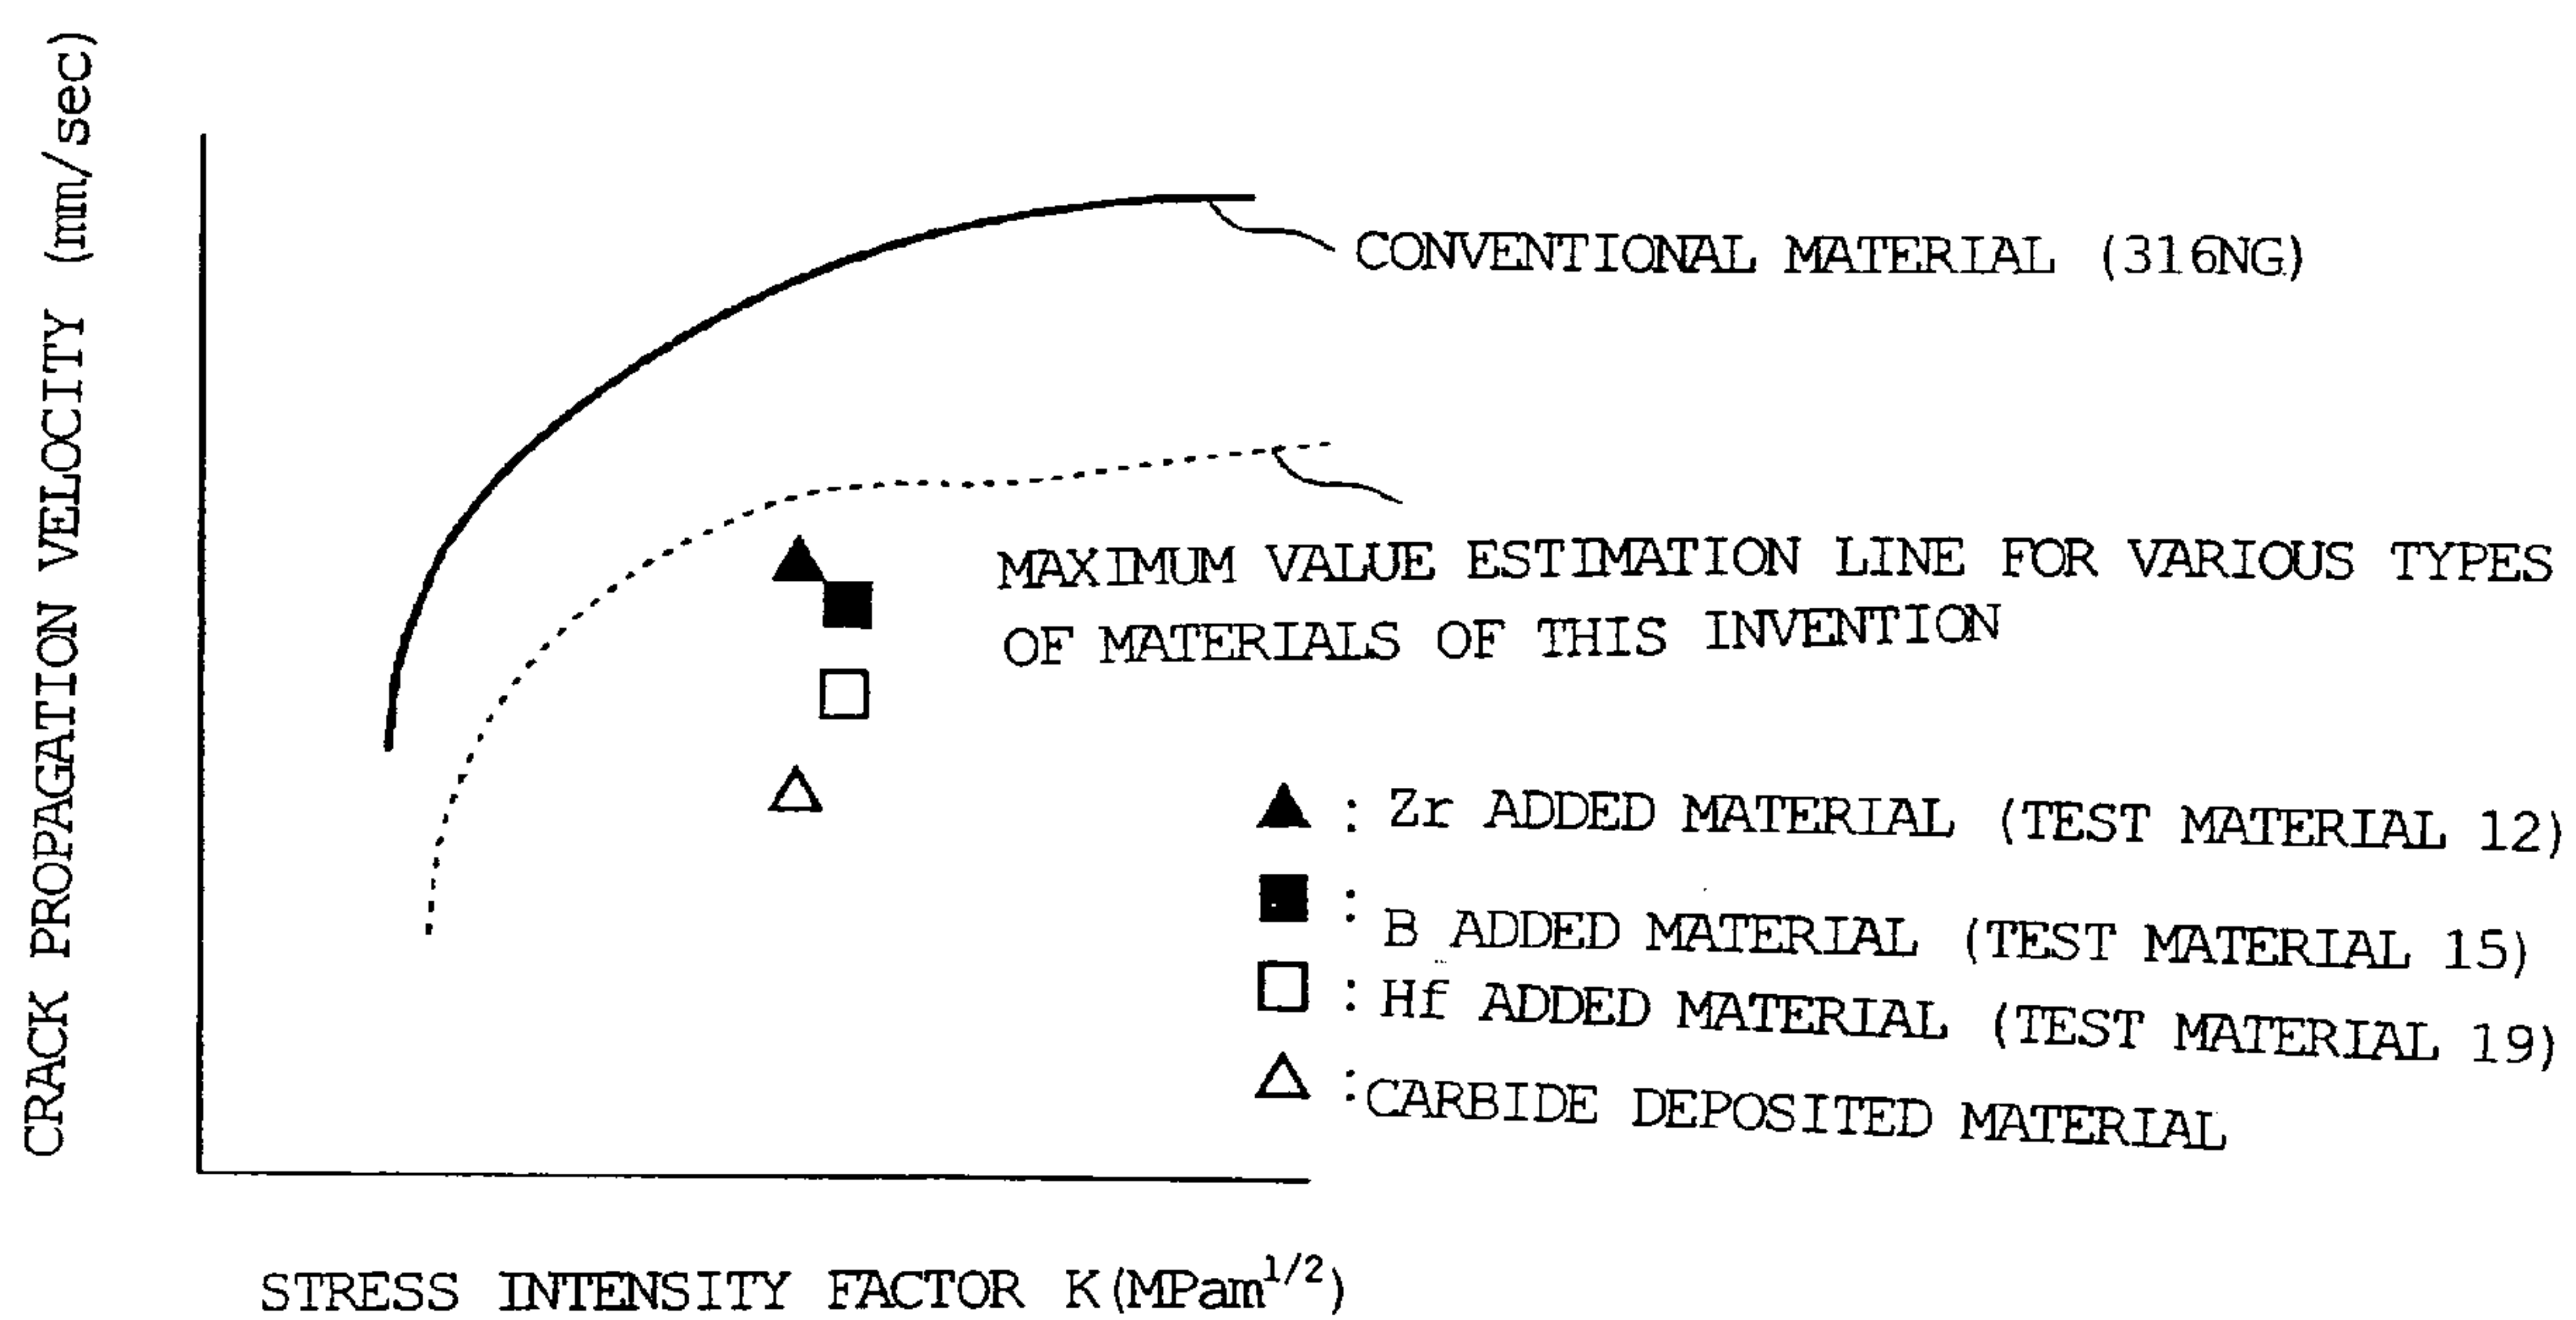 CRACK PROPAGATION VELOCITY (mm/sec)
CONVENTIONAL MATERIAL (316NG)
MAXIMUM VALUE ESTIMATION LINE FOR VARIOUS TYPES
OF MATERIALS OF THIS INVENTION
▲ : Zr ADDED MATERIAL (TEST MATERIAL 12)
■ : B ADDED MATERIAL (TEST MATERIAL 15)
□ : Hf ADDED MATERIAL (TEST MATERIAL 19)
△ : CARBIDE DEPOSITED MATERIAL
STRESS INTENSITY FACTOR K(MPam^1/2)